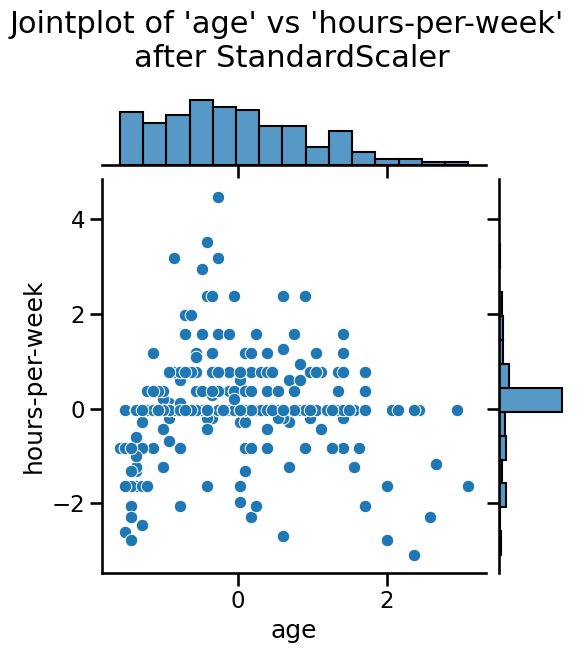 Jointplot of 'age' vs 'hours-per-week'
after StandardScaler
4
2
0
−2
hours-per-week
0 2
age